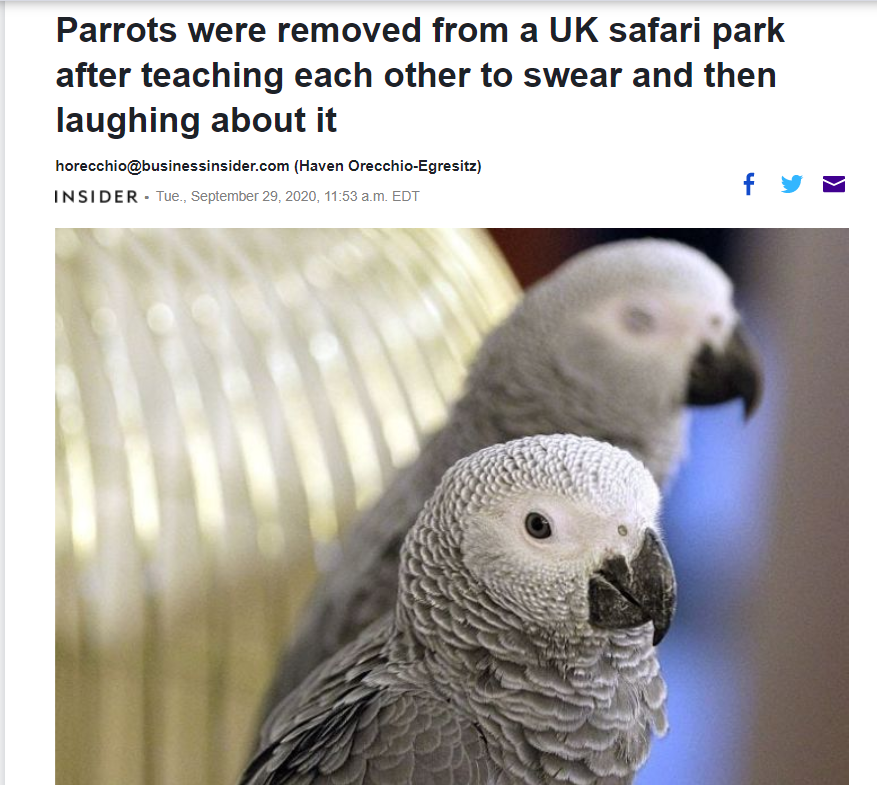 Parrots were removed from a UK safari park
after teaching each other to swear and then
laughing about it
horecchio@businessinsider.com (Haven Orecchio-Egresitz)
INSIDER • Tue., September 29, 2020, 11:53 a.m. EDT